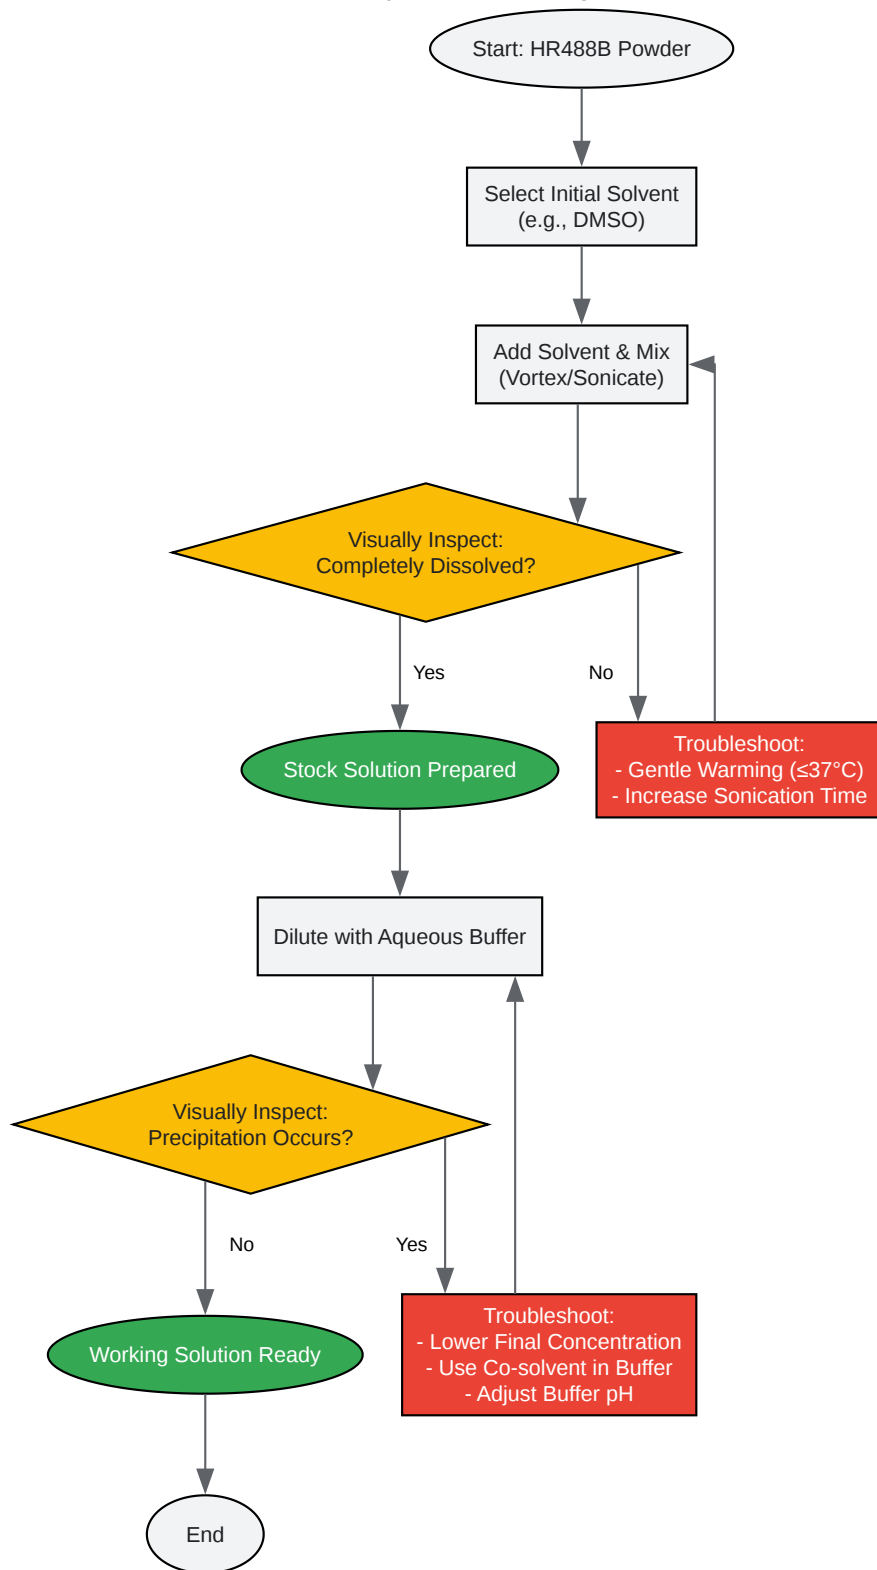 Start: HR488B Powder
Select Initial Solvent
(e.g., DMSO)
Add Solvent & Mix
(Vortex/Sonicate)
Visually Inspect:
Completely Dissolved?
Yes
No
Stock Solution Prepared
Troubleshoot:
- Gentle Warming (≤37°C)
- Increase Sonication Time
Dilute with Aqueous Buffer
Visually Inspect:
Precipitation Occurs?
No
Yes
Working Solution Ready
Troubleshoot:
- Lower Final Concentration
- Use Co-solvent in Buffer
- Adjust Buffer pH
End